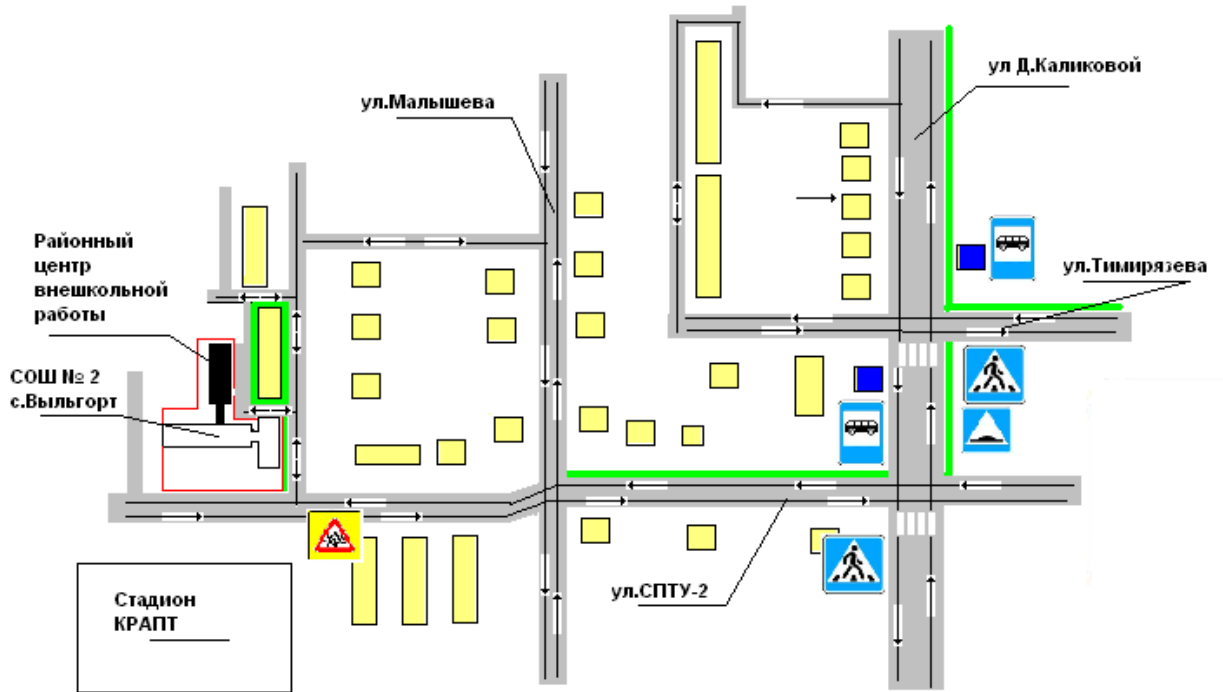 ул Д.Каликовой
ул.Малышева
Районный
центр
внешкольной
работы
ул.Тимирязева
СОШ № 2
с.Выльгорт
ул.СПТУ-2
Стадион
КРАПТ